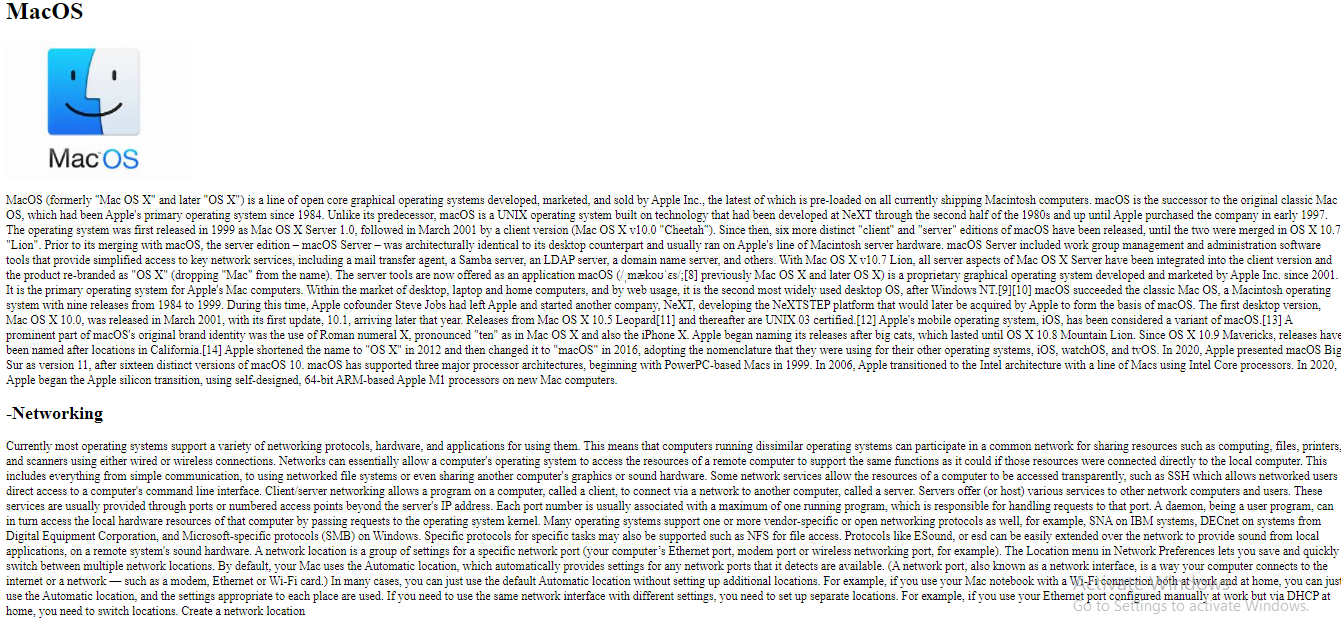 MacOS
MacOS
MacOS (formerly "Mac OS X" and later "OS X") is a line of open core graphical operating systems developed, marketed, and sold by Apple Inc., the latest of which is pre-loaded on all currently shipping Macintosh computers. macOS is the successor to the original classic Mac
OS, which had been Apple's primary operating system since 1984. Unlike its predecessor, macOS is a UNIX operating system built on technology that had been developed at NeXT through the second half of the 1980s and up until Apple purchased the company in early 1997.
The operating system was first released in 1999 as Mac OS X Server 1.0, followed in March 2001 by a client version (Mac OS X v10.0 "Cheetah"). Since then, six more distinct "client" and "server" editions of macOS have been released, until the two were merged in OS X 10.7
"Lion". Prior to its merging with macOS, the server edition – macOS Server – was architecturally identical to its desktop counterpart and usually ran on Apple's line of Macintosh server hardware. macOS Server included work group management and administration software
tools that provide simplified access to key network services, including a mail transfer agent, a Samba server, an LDAP server, a domain name server, and others. With Mac OS X v10.7 Lion, all server aspects of Mac OS X Server have been integrated into the client version and
the product re-branded as "OS X" (dropping "Mac" from the name). The server tools are now offered as an application macOS (/ˌmækoʊˈɛs/;[8] previously Mac OS X and later OS X) is a proprietary graphical operating system developed and marketed by Apple Inc. since 2001.
It is the primary operating system for Apple's Mac computers. Within the market of desktop, laptop and home computers, and by web usage, it is the second most widely used desktop OS, after Windows NT.[9][10] macOS succeeded the classic Mac OS, a Macintosh operating
system with nine releases from 1984 to 1999. During this time, Apple cofounder Steve Jobs had left Apple and started another company, NeXT, developing the NeXTSTEP platform that would later be acquired by Apple to form the basis of macOS. The first desktop version,
Mac OS X 10.0, was released in March 2001, with its first update, 10.1, arriving later that year. Releases from Mac OS X 10.5 Leopard[11] and thereafter are UNIX 03 certified.[12] Apple's mobile operating system, iOS, has been considered a variant of macOS.[13] A
prominent part of macOS's original brand identity was the use of Roman numeral X, pronounced "ten" as in Mac OS X and also the iPhone X. Apple began naming its releases after big cats, which lasted until OS X 10.8 Mountain Lion. Since OS X 10.9 Mavericks, releases have
been named after locations in California.[14] Apple shortened the name to "OS X" in 2012 and then changed it to "macOS" in 2016, adopting the nomenclature that they were using for their other operating systems, iOS, watchOS, and tvOS. In 2020, Apple presented macOS Big
Sur as version 11, after sixteen distinct versions of macOS 10. macOS has supported three major processor architectures, beginning with PowerPC-based Macs in 1999. In 2006, Apple transitioned to the Intel architecture with a line of Macs using Intel Core processors. In 2020,
Apple began the Apple silicon transition, using self-designed, 64-bit ARM-based Apple M1 processors on new Mac computers.
-Networking
Currently most operating systems support a variety of networking protocols, hardware, and applications for using them. This means that computers running dissimilar operating systems can participate in a common network for sharing resources such as computing, files, printers,
and scanners using either wired or wireless connections. Networks can essentially allow a computer's operating system to access the resources of a remote computer to support the same functions as it could if those resources were connected directly to the local computer. This
includes everything from simple communication, to using networked file systems or even sharing another computer's graphics or sound hardware. Some network services allow the resources of a computer to be accessed transparently, such as SSH which allows networked users
direct access to a computer's command line interface. Client/server networking allows a program on a computer, called a client, to connect via a network to another computer, called a server. Servers offer (or host) various services to other network computers and users. These
services are usually provided through ports or numbered access points beyond the server's IP address. Each port number is usually associated with a maximum of one running program, which is responsible for handling requests to that port. A daemon, being a user program, can
in turn access the local hardware resources of that computer by passing requests to the operating system kernel. Many operating systems support one or more vendor-specific or open networking protocols as well, for example, SNA on IBM systems, DECnet on systems from
Digital Equipment Corporation, and Microsoft-specific protocols (SMB) on Windows. Specific protocols for specific tasks may also be supported such as NFS for file access. Protocols like ESound, or esd can be easily extended over the network to provide sound from local
applications, on a remote system's sound hardware. A network location is a group of settings for a specific network port (your computer's Ethernet port, modem port or wireless networking port, for example). The Location menu in Network Preferences lets you save and quickly
switch between multiple network locations. By default, your Mac uses the Automatic location, which automatically provides settings for any network ports that it detects are available. (A network port, also known as a network interface, is a way your computer connects to the
internet or a network — such as a modem, Ethernet or Wi-Fi card.) In many cases, you can just use the default Automatic location without setting up additional locations. For example, if you use your Mac notebook with a Wi-Fi connection both at work and at home, you can just
use the Automatic location, and the settings appropriate to each place are used. If you need to use the same network interface with different settings, you need to set up separate locations. For example, if you use your Ethernet port configured manually at work but via DHCP at
home, you need to switch locations. Create a network location
Activate Windows
Go to Settings to activate Windows.